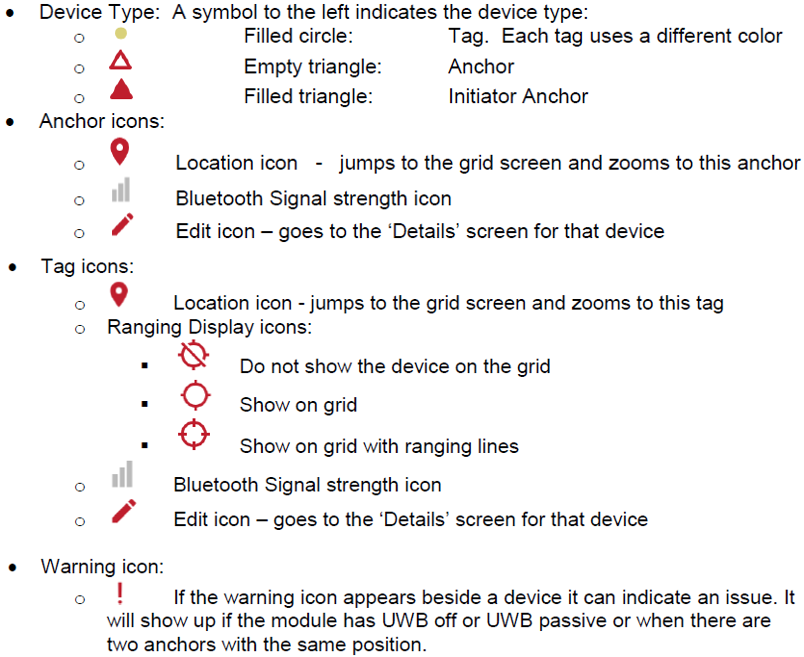 • Device Type: A symbol to the left indicates the device type:
o Filled circle: Tag. Each tag uses a different color
o Empty triangle: Anchor
o Filled triangle: Initiator Anchor
• Anchor icons:
o Location icon - jumps to the grid screen and zooms to this anchor
o Bluetooth Signal strength icon
o Edit icon – goes to the ‘Details’ screen for that device
• Tag icons:
o Location icon - jumps to the grid screen and zooms to this tag
o Ranging Display icons:
▪ Do not show the device on the grid
▪ Show on grid
▪ Show on grid with ranging lines
o Bluetooth Signal strength icon
o Edit icon – goes to the ‘Details’ screen for that device
• Warning icon:
o ! If the warning icon appears beside a device it can indicate an issue. It
will show up if the module has UWB off or UWB passive or when there are
two anchors with the same position.